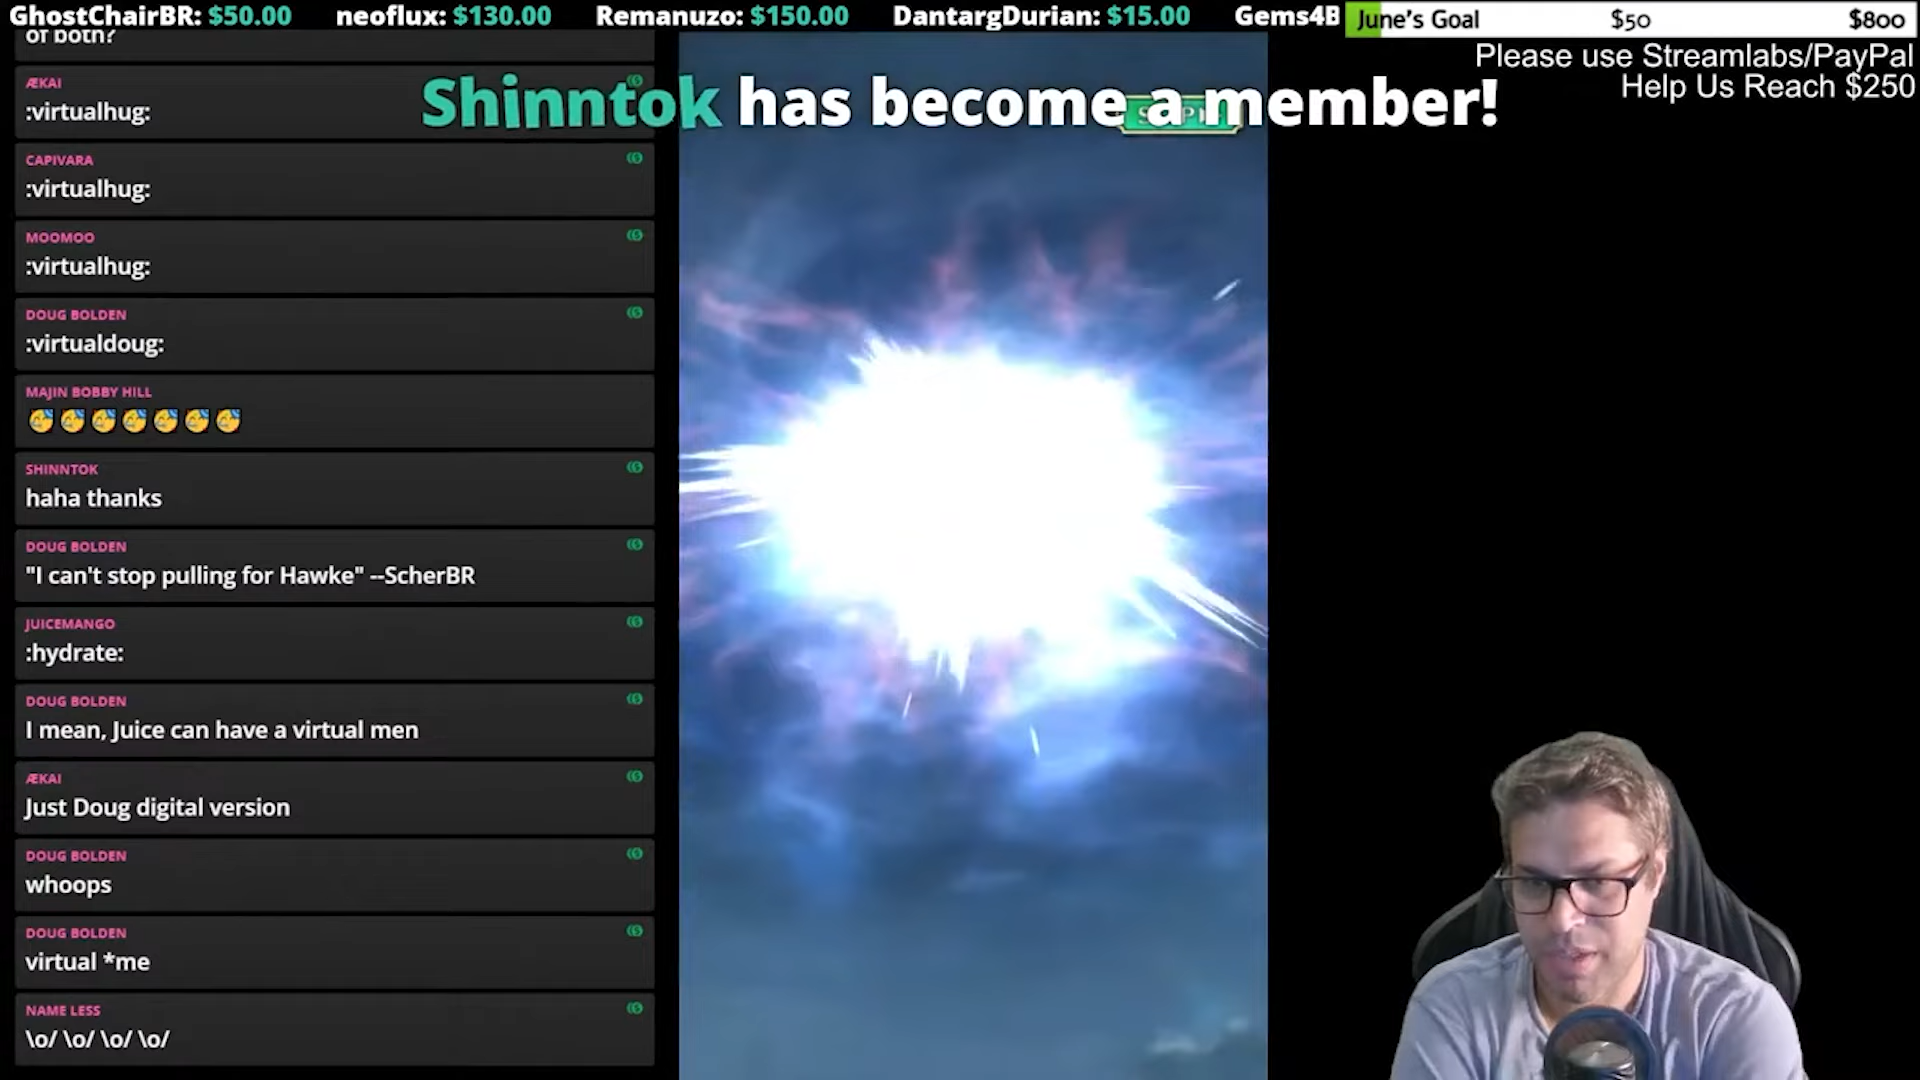 GhostChairBR: $50.00 neoflux: $130.00 Remanuzo: $150.00 DantargDurian: $15.00 Gems4B
June's Goal $50 $800
Please use Streamlabs/PayPal
Help Us Reach $250
Shinntok has become a member!
of both?
ÆKAI
:virtualhug:
CAPIVARA
:virtualhug:
MOOMOO
:virtualhug:
DOUG BOLDEN
:virtualdoug:
MAJIN BOBBY HILL
SHINNTOK
haha thanks
DOUG BOLDEN
"I can't stop pulling for Hawke" --ScherBR
JUICEMANGO
:hydrate:
DOUG BOLDEN
I mean, Juice can have a virtual men
ÆKAI
Just Doug digital version
DOUG BOLDEN
whoops
DOUG BOLDEN
virtual *me
NAME LESS
\o/ \o/ \o/ \o/